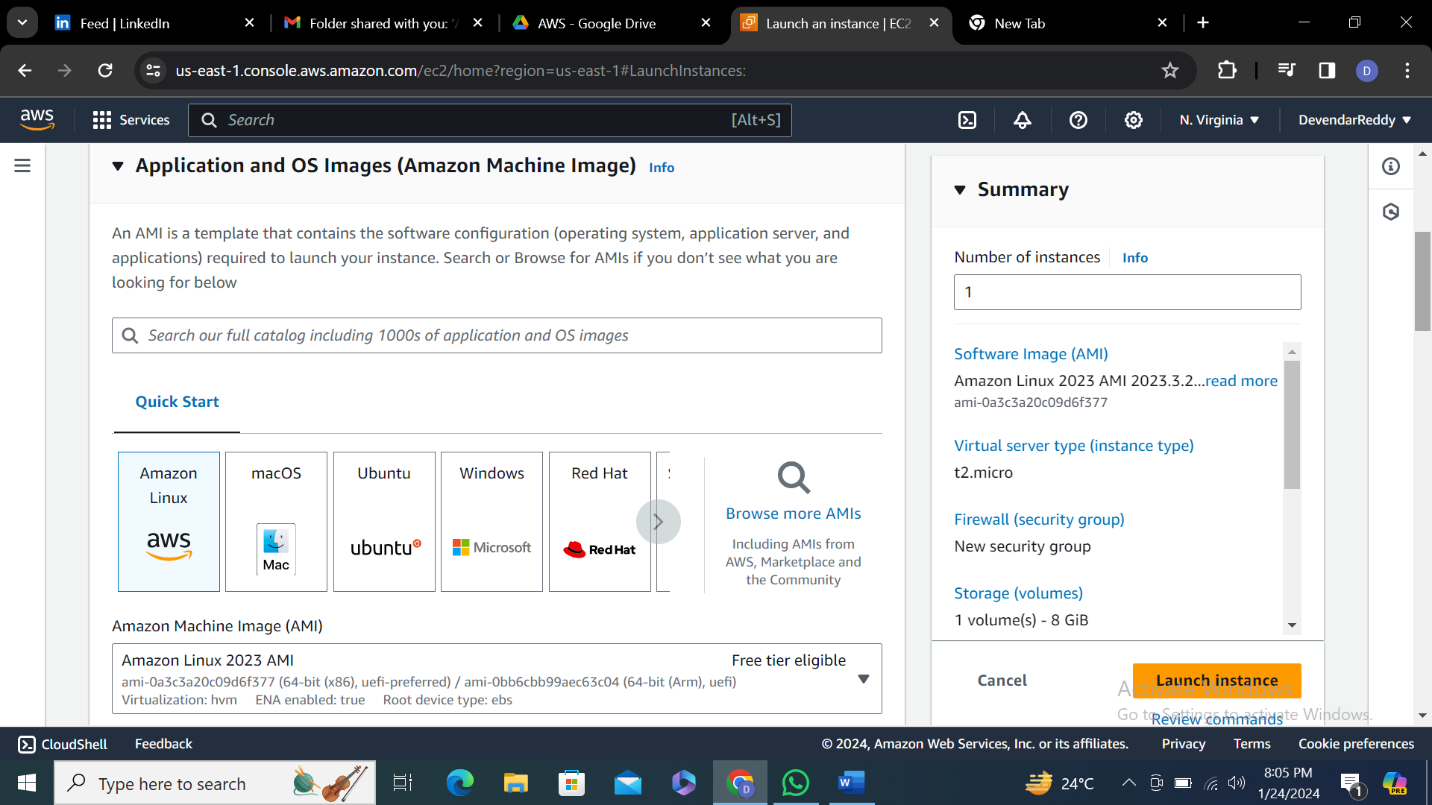 Feed | LinkedIn
Folder shared with you: '
AWS - Google Drive
Launch an instance | EC2
New Tab
us-east-1.console.aws.amazon.com/ec2/home?region=us-east-1#LaunchInstances:
D
aws
Services
Search
[Alt+S]
N. Virginia
DevendarReddy
Application and OS Images (Amazon Machine Image) Info
An AMI is a template that contains the software configuration (operating system, application server, and
applications) required to launch your instance. Search or Browse for AMIs if you don't see what you are
looking for below
Search our full catalog including 1000s of application and OS images
Quick Start
Amazon
Linux
aws
macOS
Mac
Ubuntu
ubuntu
Windows
Microsoft
Red Hat
Red Hat
Browse more AMIs
Including AMIs from
AWS, Marketplace and
the Community
Amazon Machine Image (AMI)
Amazon Linux 2023 AMI
Free tier eligible
ami-0a3c3a20c09d6f377 (64-bit (x86), uefi-preferred) / ami-0bb6cbb99aec63c04 (64-bit (Arm), uefi)
Virtualization: hvm ENA enabled: true Root device type: ebs
Summary
Number of instances Info
1
Software Image (AMI)
Amazon Linux 2023 AMI 2023.3.2...read more
ami-0a3c3a20c09d6f377
Virtual server type (instance type)
t2.micro
Firewall (security group)
New security group
Storage (volumes)
1 volume(s) - 8 GiB
Cancel
Launch instance
Review commands
Activate Windows
Go to Settings to activate Windows.
CloudShell
Feedback
© 2024, Amazon Web Services, Inc. or its affiliates.
Privacy
Terms
Cookie preferences
Type here to search
24°C
8:05 PM
1/24/2024
1
PRE